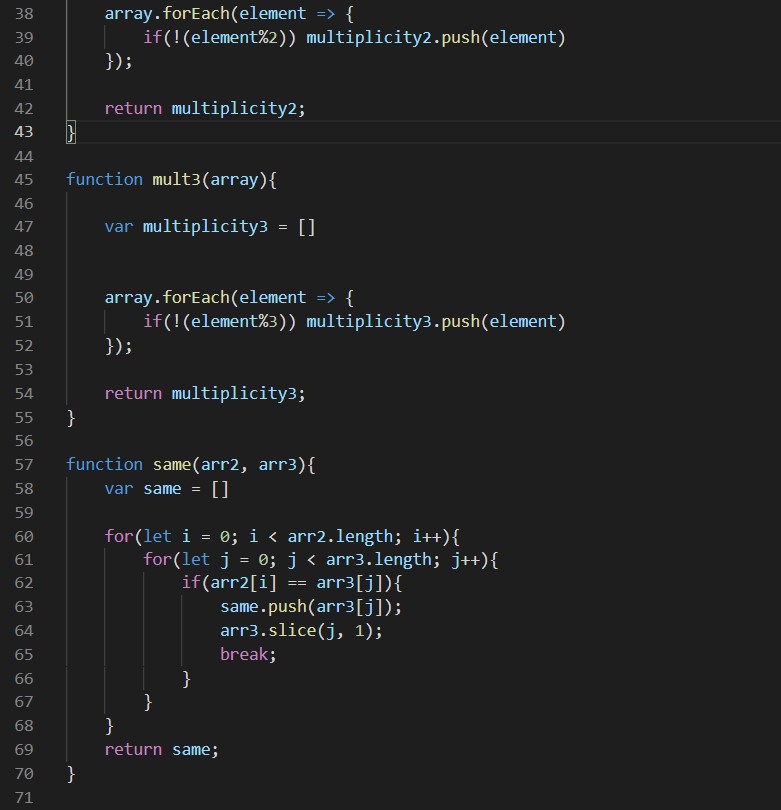 38 array.forEach(element => {
39 if(!(element%2)) multiplicity2.push(element)
40 });
41
42 return multiplicity2;
43 }
44
45 function mult3(array){
46
47 var multiplicity3 = []
48
49
50 array.forEach(element => {
51 if(!(element%3)) multiplicity3.push(element)
52 });
53
54 return multiplicity3;
55 }
56
57 function same(arr2, arr3){
58 var same = []
59
60 for(let i = 0; i < arr2.length; i++){
61 for(let j = 0; j < arr3.length; j++){
62 if(arr2[i] == arr3[j]){
63 same.push(arr3[j]);
64 arr3.slice(j, 1);
65 break;
66 }
67 }
68 }
69 return same;
70 }
71